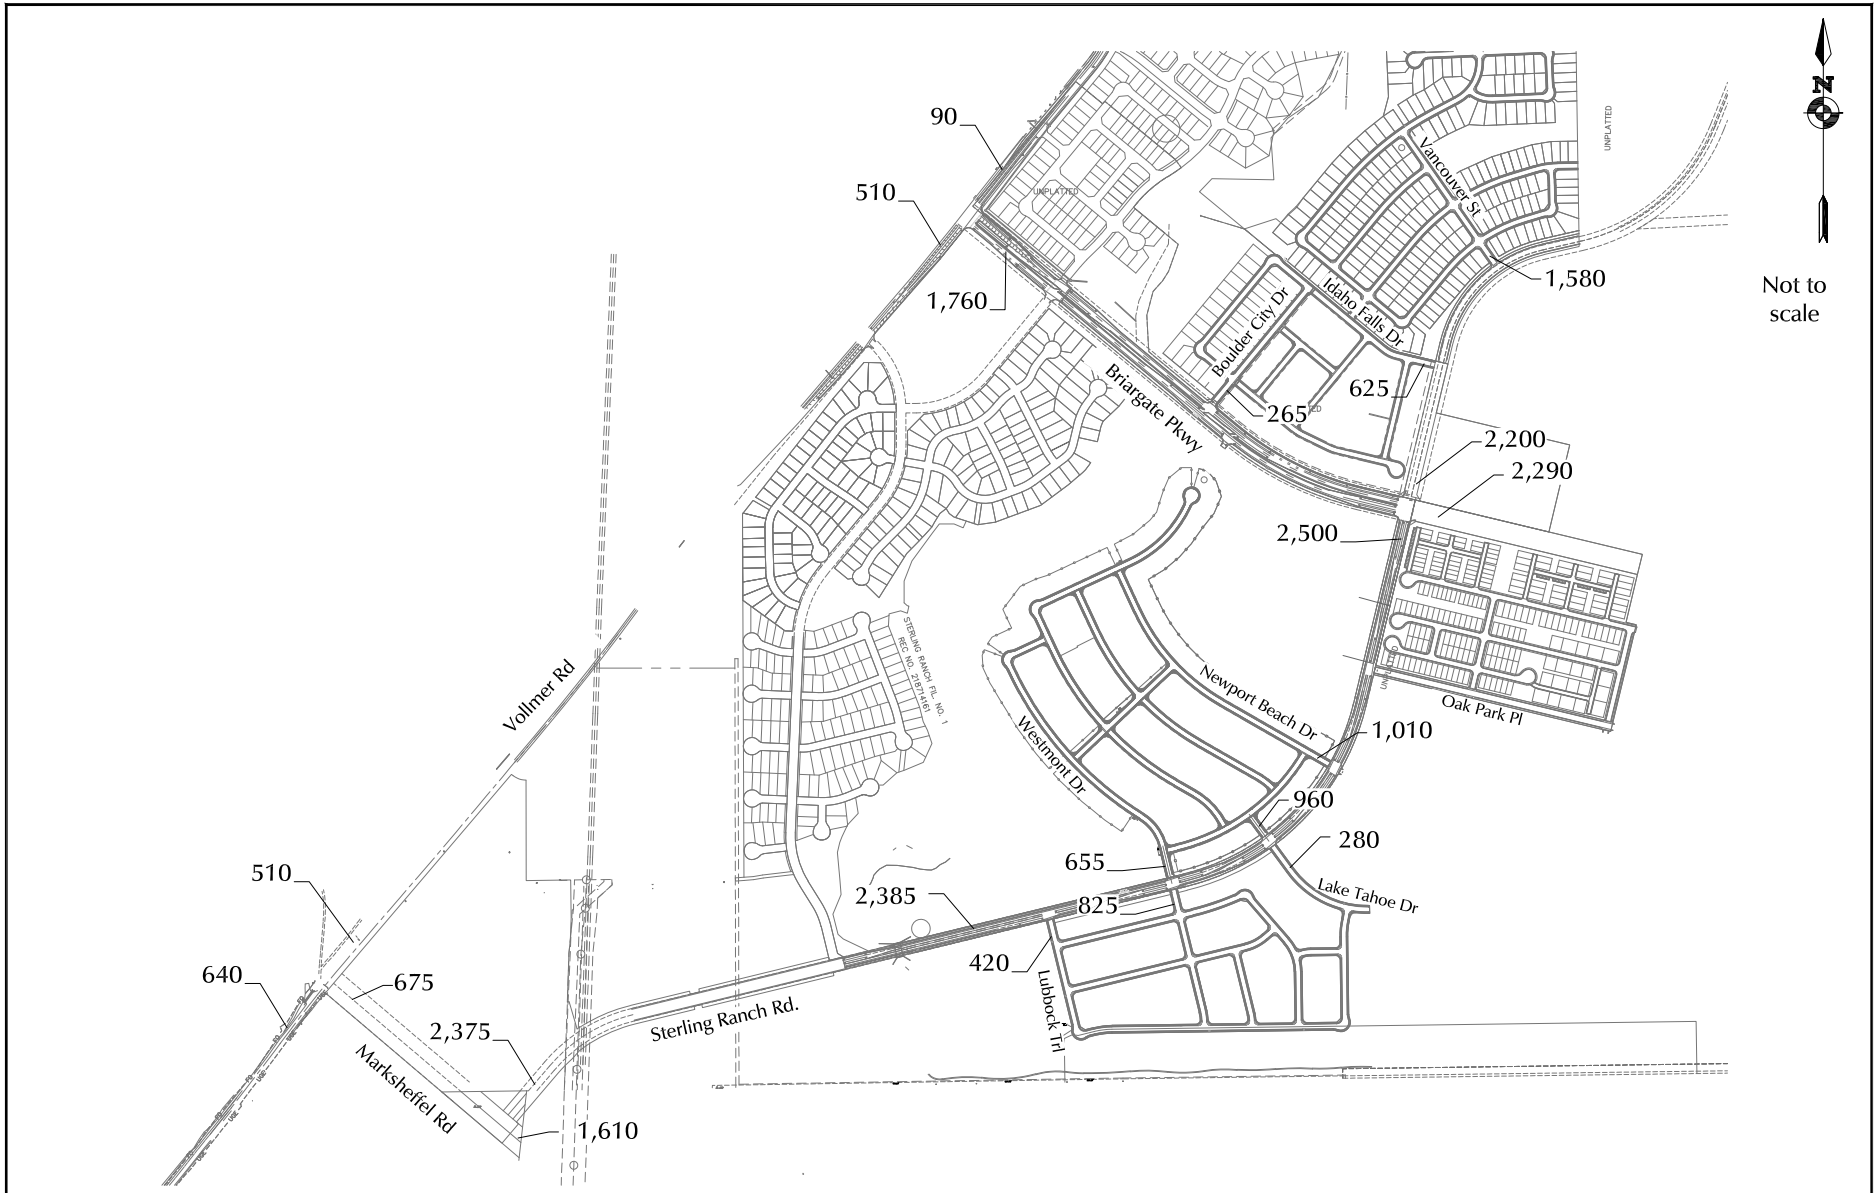 N
Not to
scale
90
510
1,760
UNPLATTED
UNPLATTED
Vancouver St
1,580
Idaho Falls Dr
Boulder City Dr
625
265
Briargate Pkwy
2,200
2,290
2,500
STERLING RANCH FIL. NO. 1
REC NO. 218714161
Vollmer Rd
Newport Beach Dr
Oak Park Pl
1,010
Westmont Dr
960
280
655
Lake Tahoe Dr
2,385
825
510
420
640
675
Lubbock Trl
Sterling Ranch Rd.
2,375
Marksheffel Rd
1,610